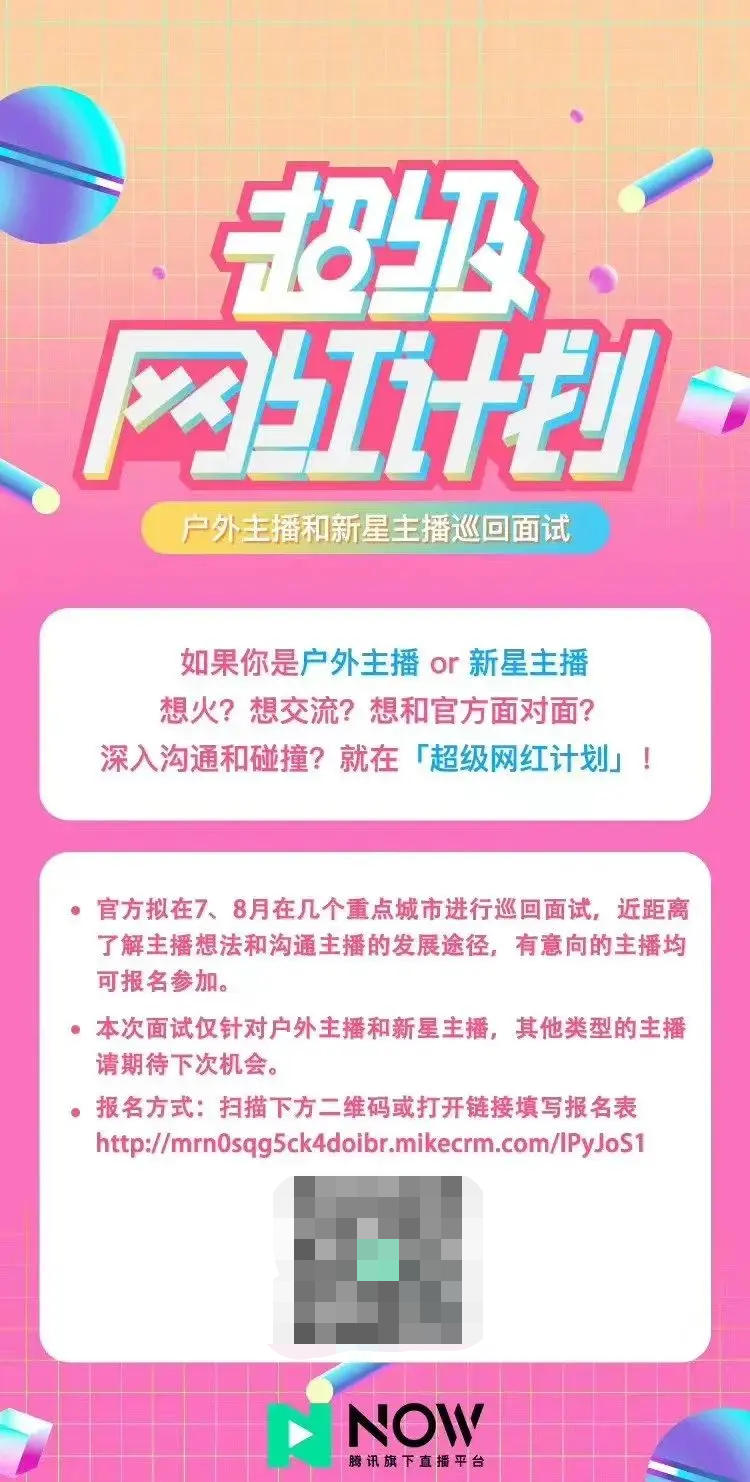 超级
网红计划
户外主播和新星主播巡回面试
如果你是户外主播 or 新星主播
想火？想交流？想和官方面对面？
深入沟通和碰撞？就在「超级网红计划」！
• 官方拟在7、8月在几个重点城市进行巡回面试，近距离
了解主播想法和沟通主播的发展途径，有意向的主播均
可报名参加。
• 本次面试仅针对户外主播和新星主播，其他类型的主播
请期待下次机会。
• 报名方式：扫描下方二维码或打开链接填写报名表
http://mrn0sqg5ck4doibr.mikecrm.com/lPyJoS1
NOW
腾讯旗下直播平台